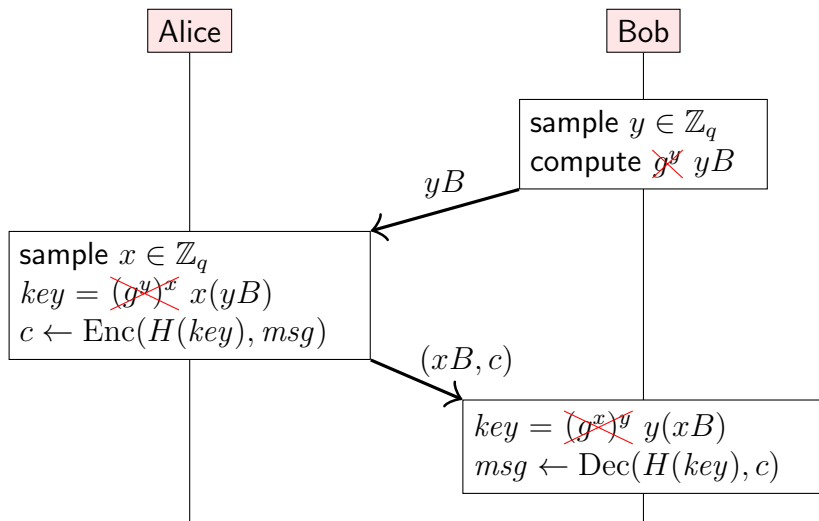 Alice
Bob
sample y ∈ ℤ_q
compute g^y yB
yB
sample x ∈ ℤ_q
key = (g^y)^x x(yB)
c ← Enc(H(key), msg)
(xB, c)
key = (g^x)^y y(xB)
msg ← Dec(H(key), c)